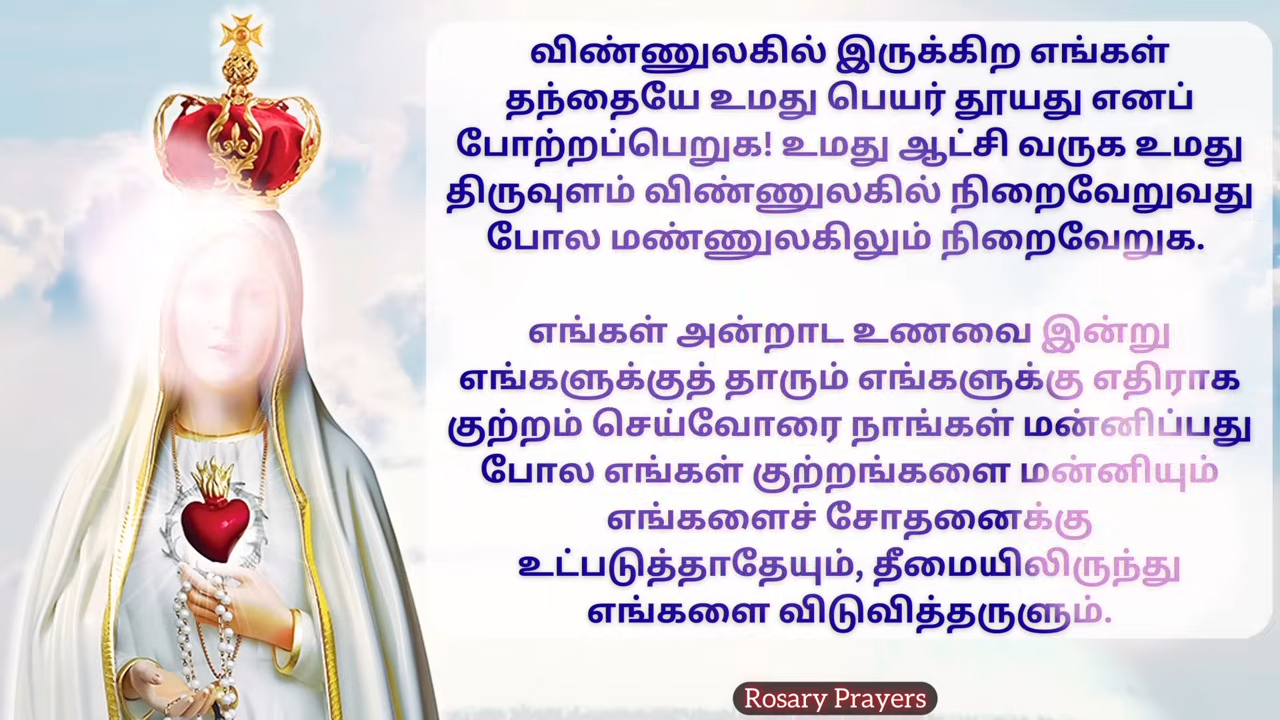 விண்ணுலகில் இருக்கிற எங்கள்
தந்தையே உமது பெயர் தூயது எனப்
போற்றப்பெறுக! உமது ஆட்சி வருக உமது
திருவுளம் விண்ணுலகில் நிறைவேறுவது
போல மண்ணுலகிலும் நிறைவேறுக.
எங்கள் அன்றாட உணவை இன்று
எங்களுக்குத் தாரும் எங்களுக்கு எதிராக
குற்றம் செய்வோரை நாங்கள் மன்னிப்பது
போல எங்கள் குற்றங்களை மன்னியும்
எங்களைச் சோதனைக்கு
உட்படுத்தாதேயும், தீமையிலிருந்து
எங்களை விடுவித்தருளும்.
Rosary Prayers